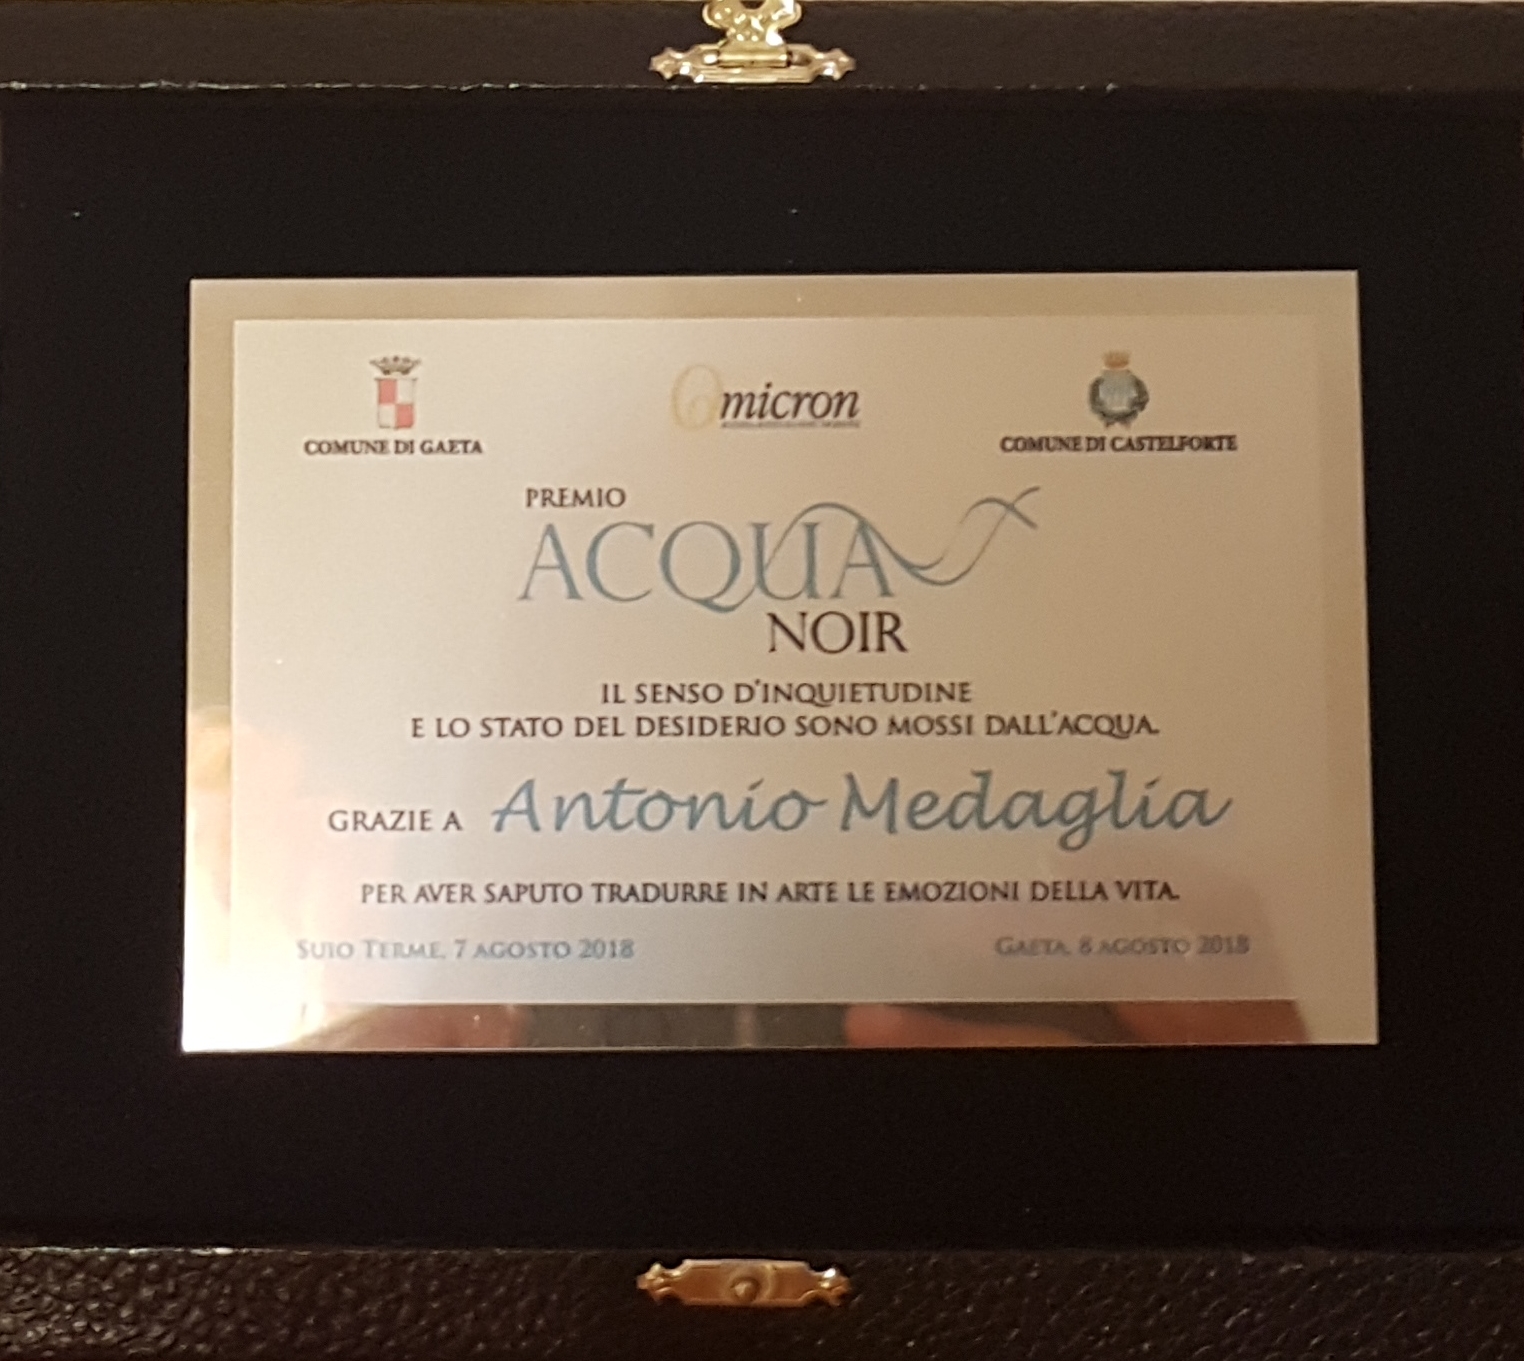 COMUNE DI GAETA
Omicron
COMUNE DI CASTELFORTE
PREMIO
ACQUA
NOIR
IL SENSO D'INQUIETUDINE
E LO STATO DEL DESIDERIO SONO MOSSI DALL'ACQUA.
GRAZIE A Antonio Medaglia
PER AVER SAPUTO TRADURRE IN ARTE LE EMOZIONI DELLA VITA.
SUIO TERME, 7 AGOSTO 2018
GAETA, 8 AGOSTO 2018